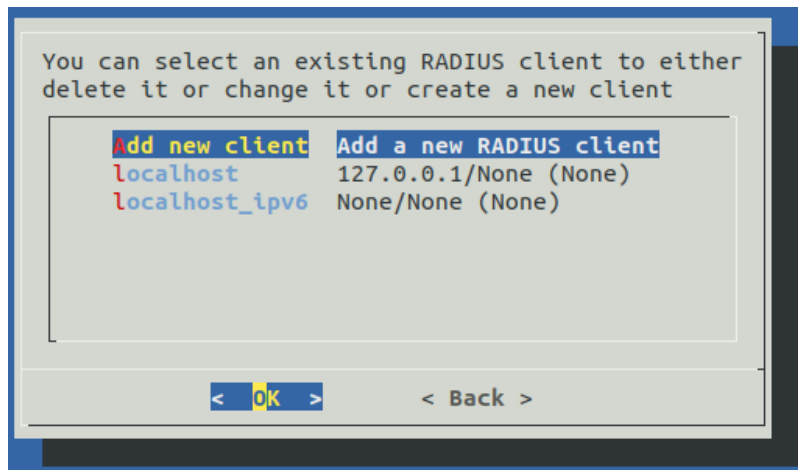 You can select an existing RADIUS client to either
delete it or change it or create a new client
Add new client Add a new RADIUS client
localhost 127.0.0.1/None (None)
localhost_ipv6 None/None (None)
< OK > < Back >